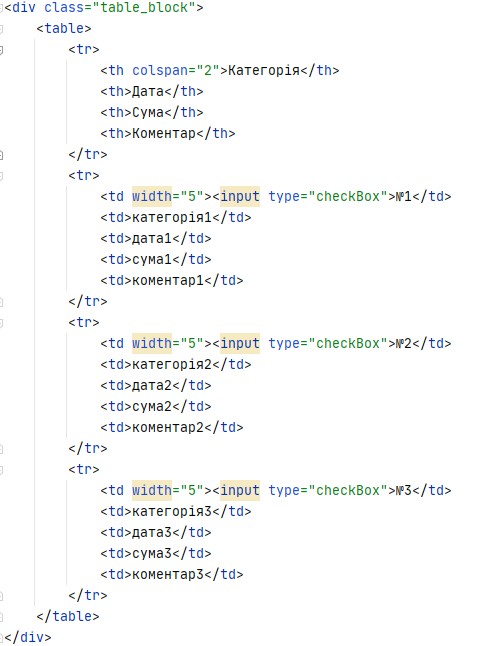 <div class="table_block">
    <table>
        <tr>
            <th colspan="2">Категорія</th>
            <th>Дата</th>
            <th>Сума</th>
            <th>Коментар</th>
        </tr>
        <tr>
            <td width="5"><input type="checkBox">№1</td>
            <td>категорія1</td>
            <td>дата1</td>
            <td>сума1</td>
            <td>коментар1</td>
        </tr>
        <tr>
            <td width="5"><input type="checkBox">№2</td>
            <td>категорія2</td>
            <td>дата2</td>
            <td>сума2</td>
            <td>коментар2</td>
        </tr>
        <tr>
            <td width="5"><input type="checkBox">№3</td>
            <td>категорія3</td>
            <td>дата3</td>
            <td>сума3</td>
            <td>коментар3</td>
        </tr>
    </table>
</div>